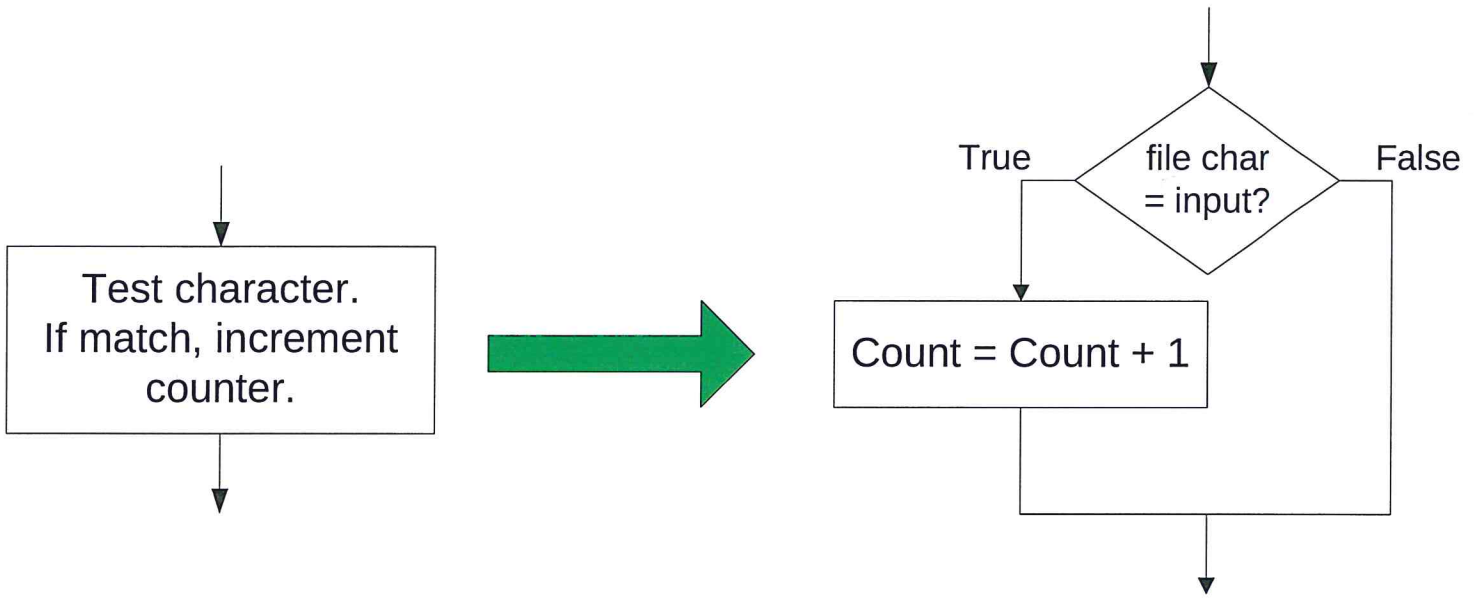 Test character.
If match, increment
counter.
True
file char
= input?
False
Count = Count + 1